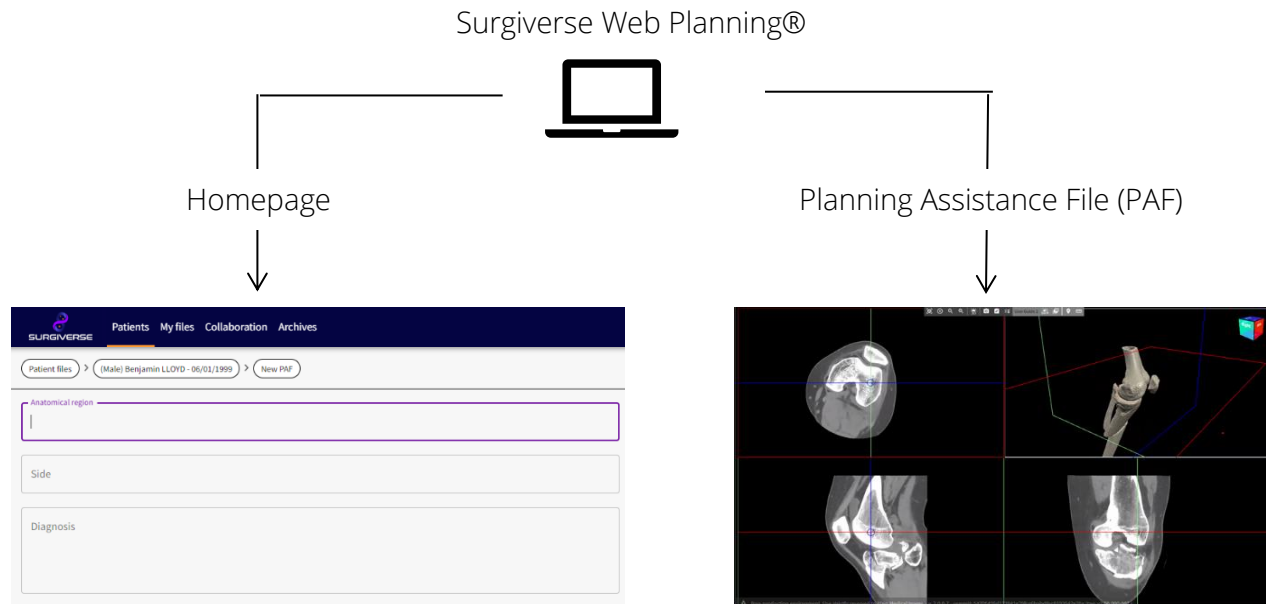 Surgiverse Web Planning®
Homepage
Planning Assistance File (PAF)
SURGIVERSE
Patients My files Collaboration Archives
Patient files > (Male) Benjamin LLOYD - 06/01/1999 > New PAF
Anatomical region
Side
Diagnosis